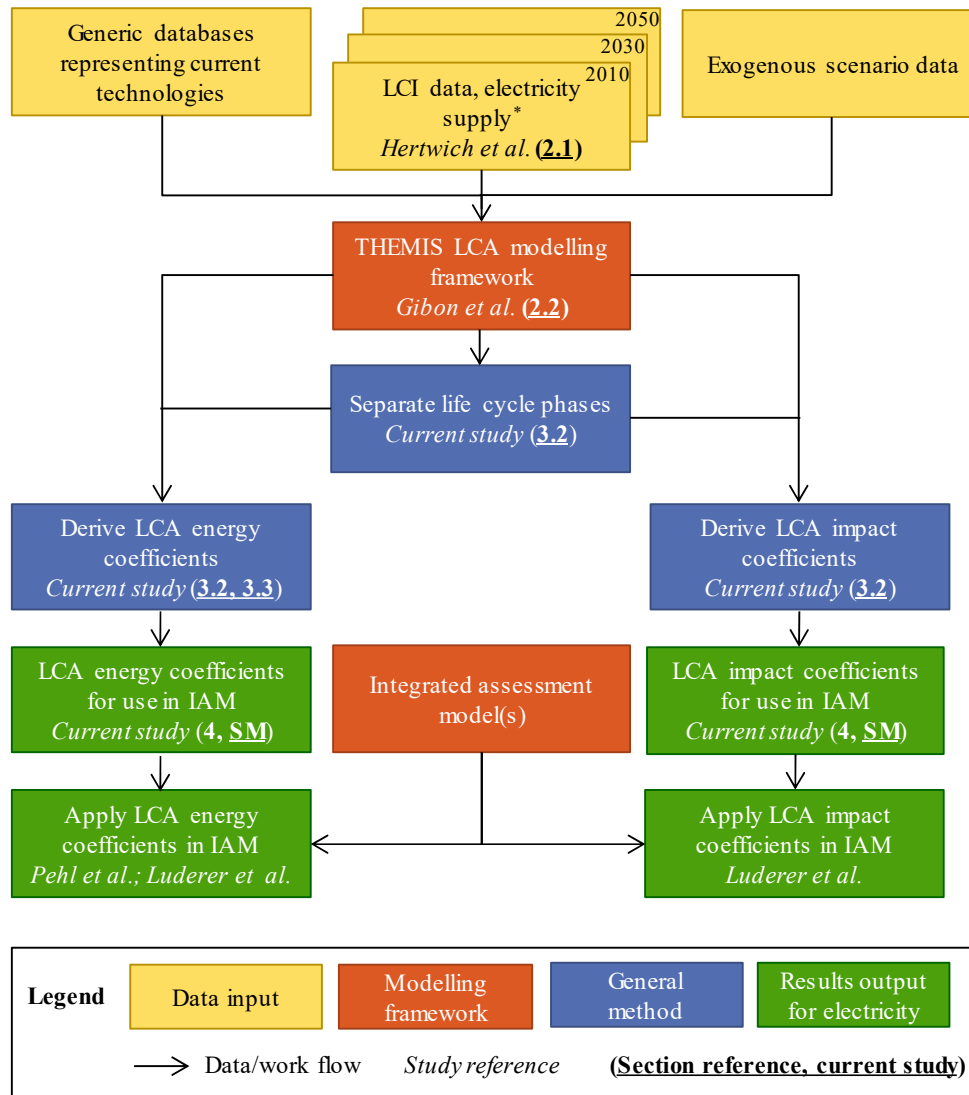 Generic databases
representing current
technologies
2050
2030
2010
LCI data, electricity
supply*
Hertwich et al. (2.1)
Exogenous scenario data
THEMIS LCA modelling
framework
Gibon et al. (2.2)
Separate life cycle phases
Current study (3.2)
Derive LCA energy
coefficients
Current study (3.2, 3.3)
Derive LCA impact
coefficients
Current study (3.2)
LCA energy coefficients
for use in IAM
Current study (4, SM)
Integrated assessment
model(s)
LCA impact coefficients
for use in IAM
Current study (4, SM)
Apply LCA energy
coefficients in IAM
Pehl et al.; Luderer et al.
Apply LCA impact
coefficients in IAM
Luderer et al.
Legend
Data input
Modelling
framework
General
method
Results output
for electricity
Data/work flow
Study reference
(Section reference, current study)